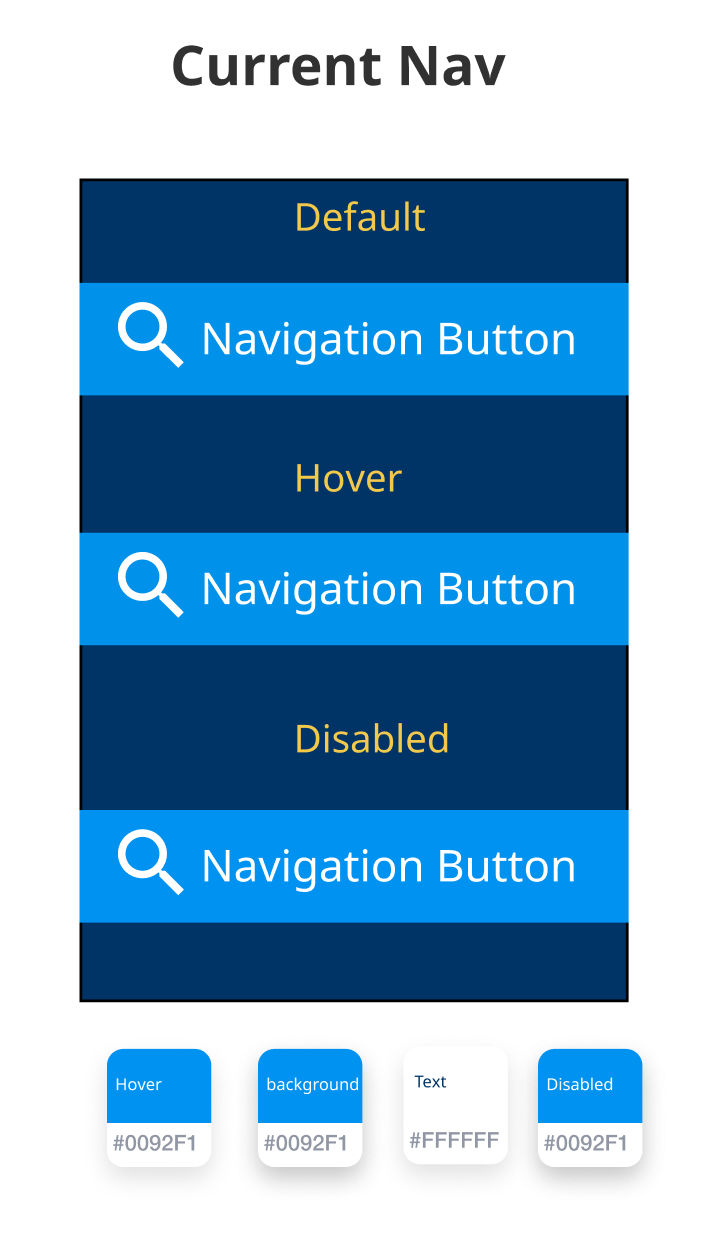 Current Nav
Default
Navigation Button
Hover
Navigation Button
Disabled
Navigation Button
Hover
#0092F1
background
#0092F1
Text
#FFFFFF
Disabled
#0092F1